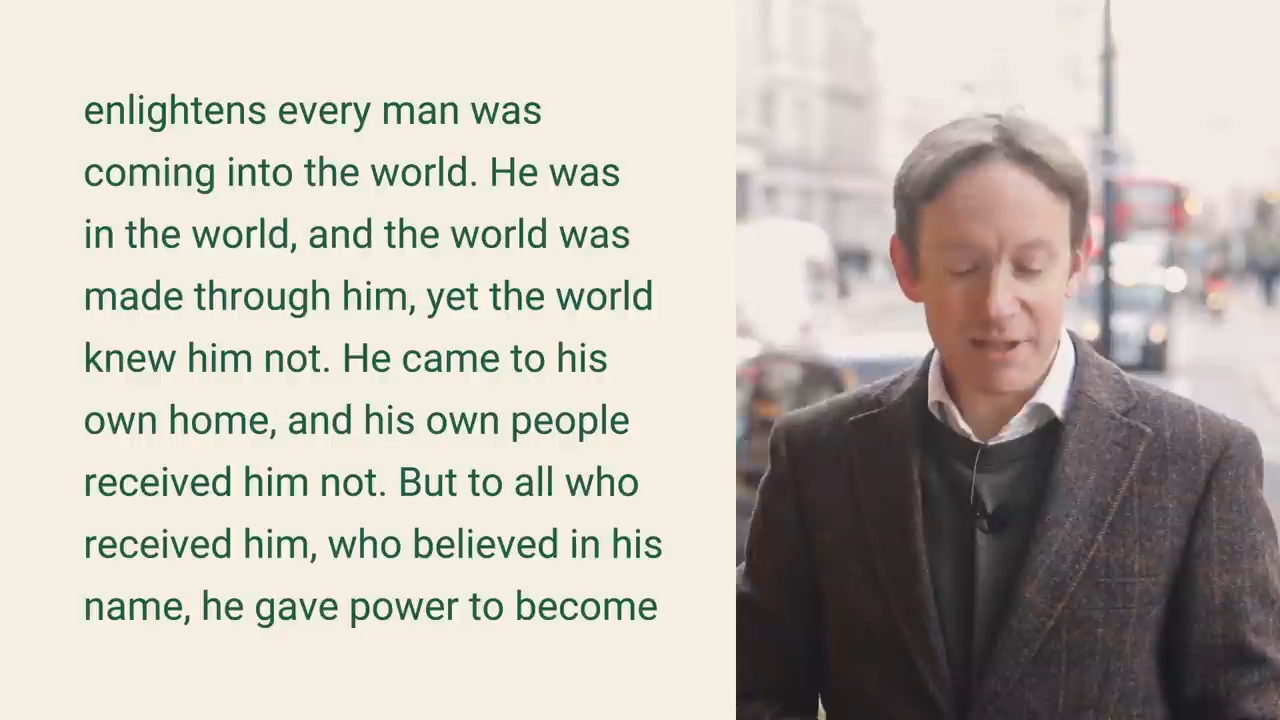 enlightens every man was
coming into the world. He was
in the world, and the world was
made through him, yet the world
knew him not. He came to his
own home, and his own people
received him not. But to all who
received him, who believed in his
name, he gave power to become